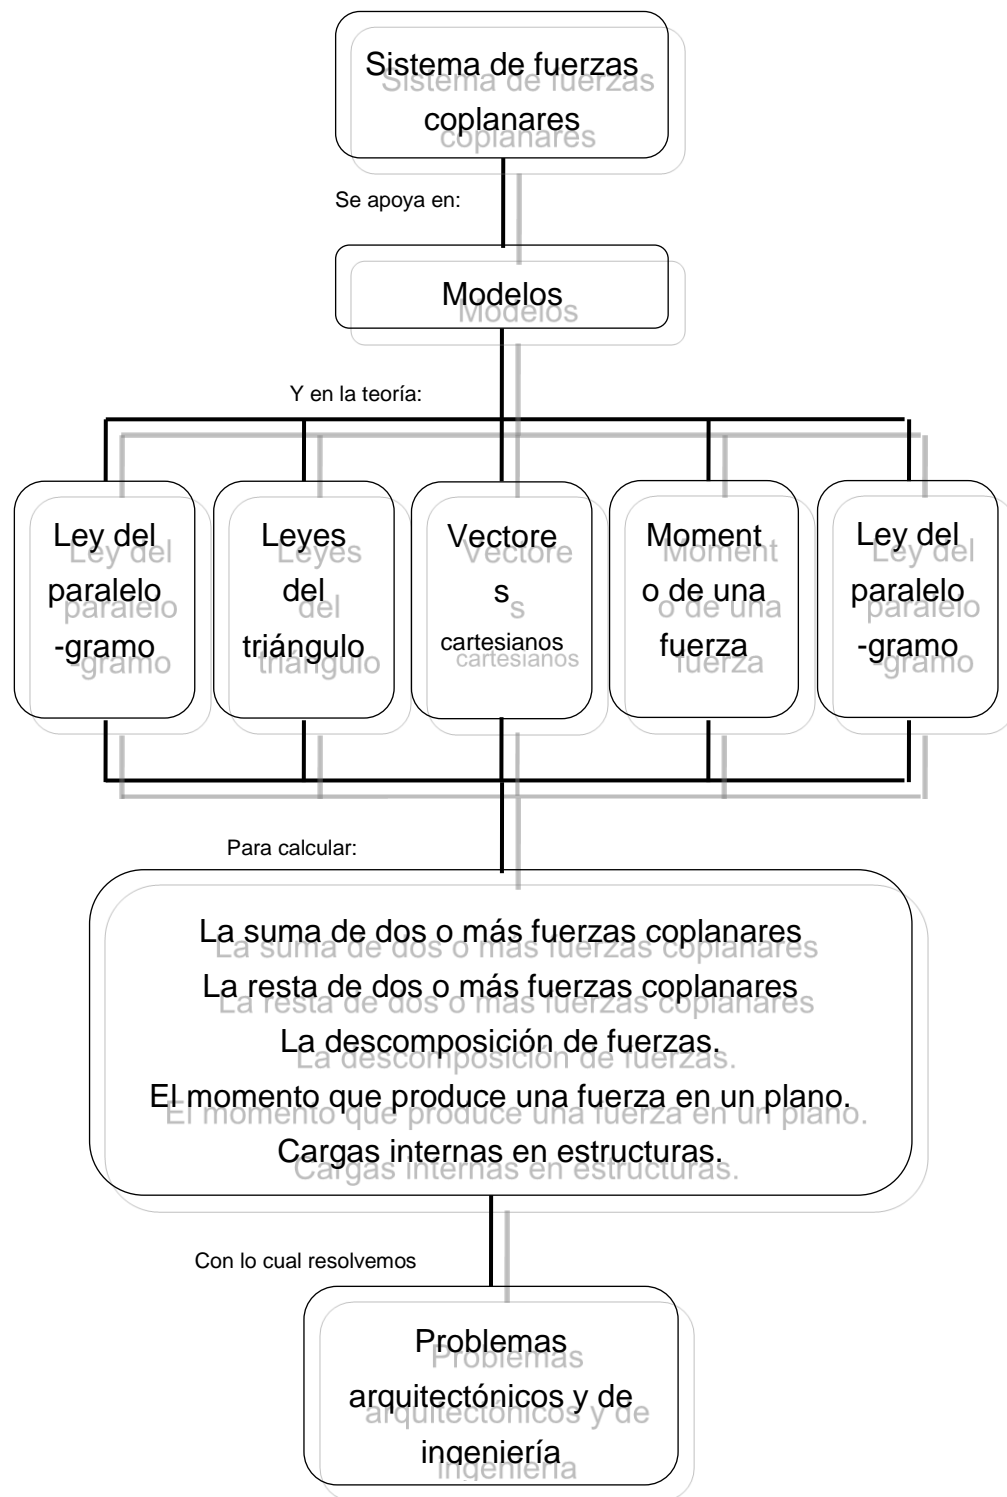 Sistema de fuerzas
coplanares
Se apoya en:
Modelos
Y en la teoría:
Ley del
paralelo
-gramo
Leyes
del
triángulo
Vectore
s
cartesianos
Moment
o de una
fuerza
Ley del
paralelo
-gramo
Para calcular:
La suma de dos o más fuerzas coplanares
La resta de dos o más fuerzas coplanares
La descomposición de fuerzas.
El momento que produce una fuerza en un plano.
Cargas internas en estructuras.
Con lo cual resolvemos
Problemas
arquitectónicos y de
ingeniería